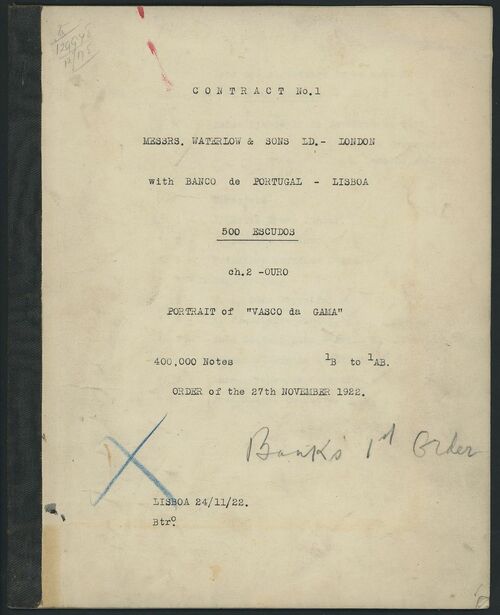 CONTRACT No.1
MESSRS. WATERLOW & SONS LD.- LONDON
with BANCO de PORTUGAL - LISBOA
500 ESCUDOS
ch.2 -OURO
PORTRAIT of "VASCO da GAMA"
400,000 Notes 1B to 1AB.
ORDER of the 27th NOVEMBER 1922.
Bank's 1st Order
LISBOA 24/11/22.
Btrº.